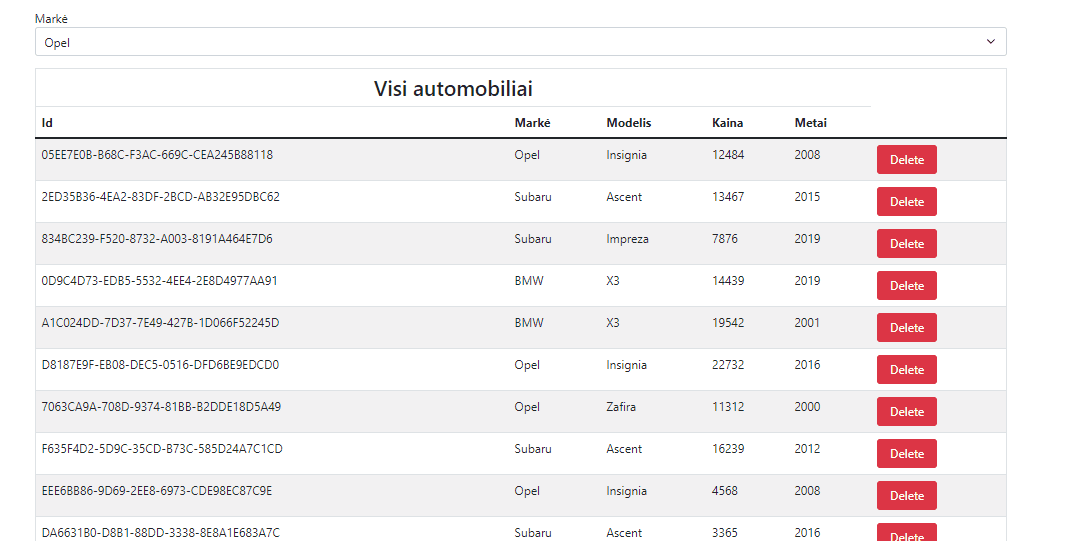 Markė
Opel
Visi automobiliai
Id Markė Modelis Kaina Metai
05EE7E0B-B68C-F3AC-669C-CEA245B88118 Opel Insignia 12484 2008 Delete
2ED35B36-4EA2-83DF-2BCD-AB32E95DBC62 Subaru Ascent 13467 2015 Delete
834BC239-F520-8732-A003-8191A464E7D6 Subaru Impreza 7876 2019 Delete
0D9C4D73-EDB5-5532-4EE4-2E8D4977AA91 BMW X3 14439 2019 Delete
A1C024DD-7D37-7E49-427B-1D066F52245D BMW X3 19542 2001 Delete
D8187E9F-EB08-DEC5-0516-DFD6BE9EDCD0 Opel Insignia 22732 2016 Delete
7063CA9A-708D-9374-81BB-B2DDE18D5A49 Opel Zafira 11312 2000 Delete
F635F4D2-5D9C-35CD-B73C-585D24A7C1CD Subaru Ascent 16239 2012 Delete
EEE6BB86-9D69-2EE8-6973-CDE98EC87C9E Opel Insignia 4568 2008 Delete
DA6631B0-D8B1-88DD-3338-8E8A1E683A7C Subaru Ascent 3365 2016 Delete